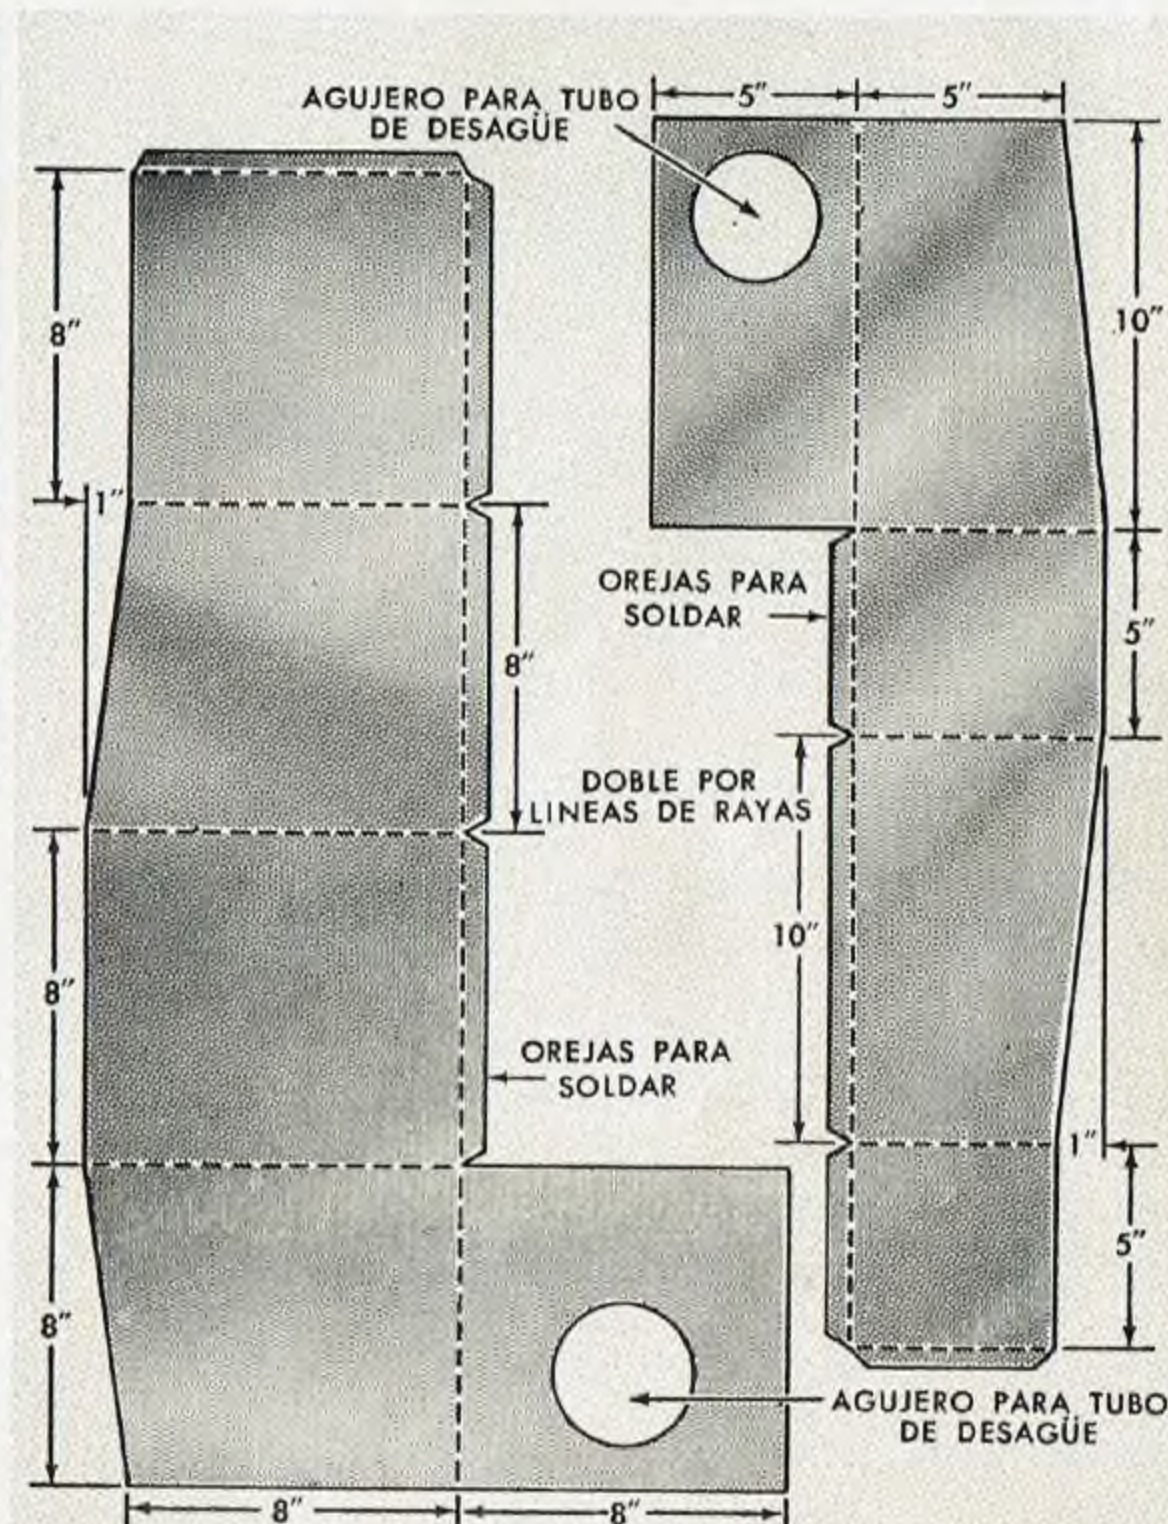 AGUJERO PARA TUBO
DE DESAGÜE
5"
5"
8"
10"
1"
OREJAS PARA
SOLDAR
8"
5"
DOBLE POR
LINEAS DE RAYAS
10"
8"
OREJAS PARA
SOLDAR
1"
5"
8"
AGUJERO PARA TUBO
DE DESAGÜE
8"
8"